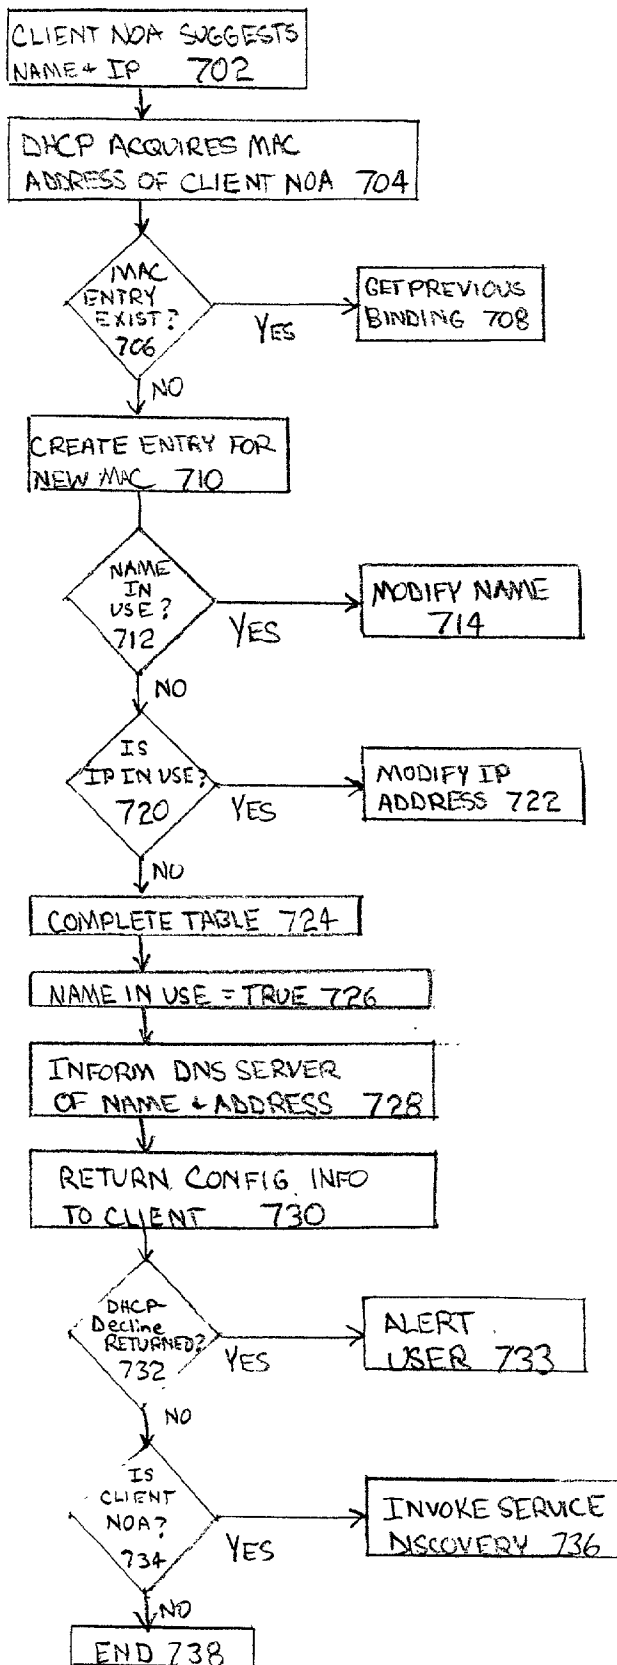 CLIENT NOA SUGGESTS
NAME + IP 702
DHCP ACQUIRES MAC
ADDRESS OF CLIENT NOA 704
MAC
ENTRY
EXIST?
706
YES
GET PREVIOUS
BINDING 708
NO
CREATE ENTRY FOR
NEW MAC 710
NAME
IN
USE?
712
YES
MODIFY NAME
714
NO
IS
IP IN USE?
720
YES
MODIFY IP
ADDRESS 722
NO
COMPLETE TABLE 724
NAME IN USE = TRUE 726
INFORM DNS SERVER
OF NAME & ADDRESS 728
RETURN CONFIG. INFO
TO CLIENT 730
DHCP-
Decline
RETURNED?
732
YES
ALERT
USER 733
NO
IS
CLIENT
NOA?
734
YES
INVOKE SERVICE
DISCOVERY 736
NO
END 738